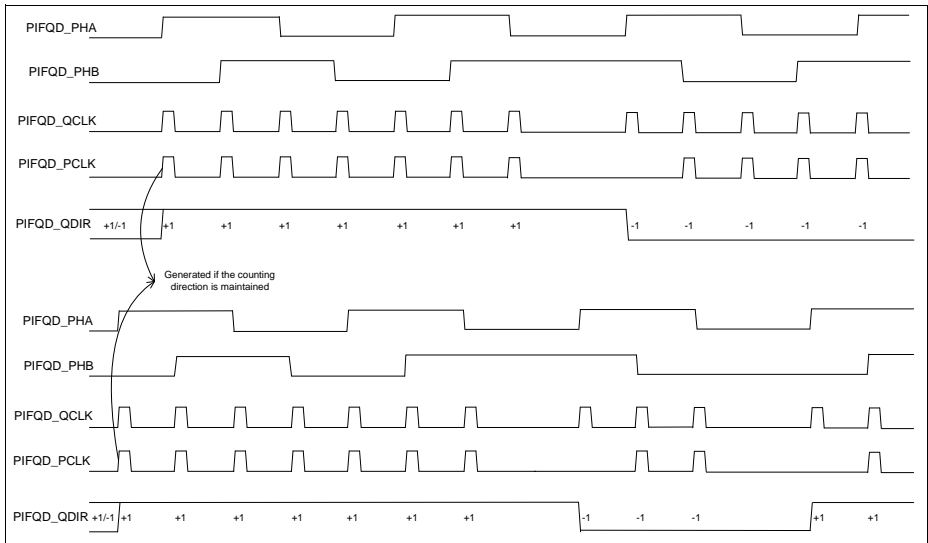 PIFQD_PHA
PIFQD_PHB
PIFQD_QCLK
PIFQD_PCLK
PIFQD_QDIR +1/-1 +1 +1 +1 +1 +1 +1 +1 -1 -1 -1 -1 -1
Generated if the counting
direction is maintained
PIFQD_PHA
PIFQD_PHB
PIFQD_QCLK
PIFQD_PCLK
PIFQD_QDIR +1/-1 +1 +1 +1 +1 +1 +1 +1 -1 -1 -1 +1 +1